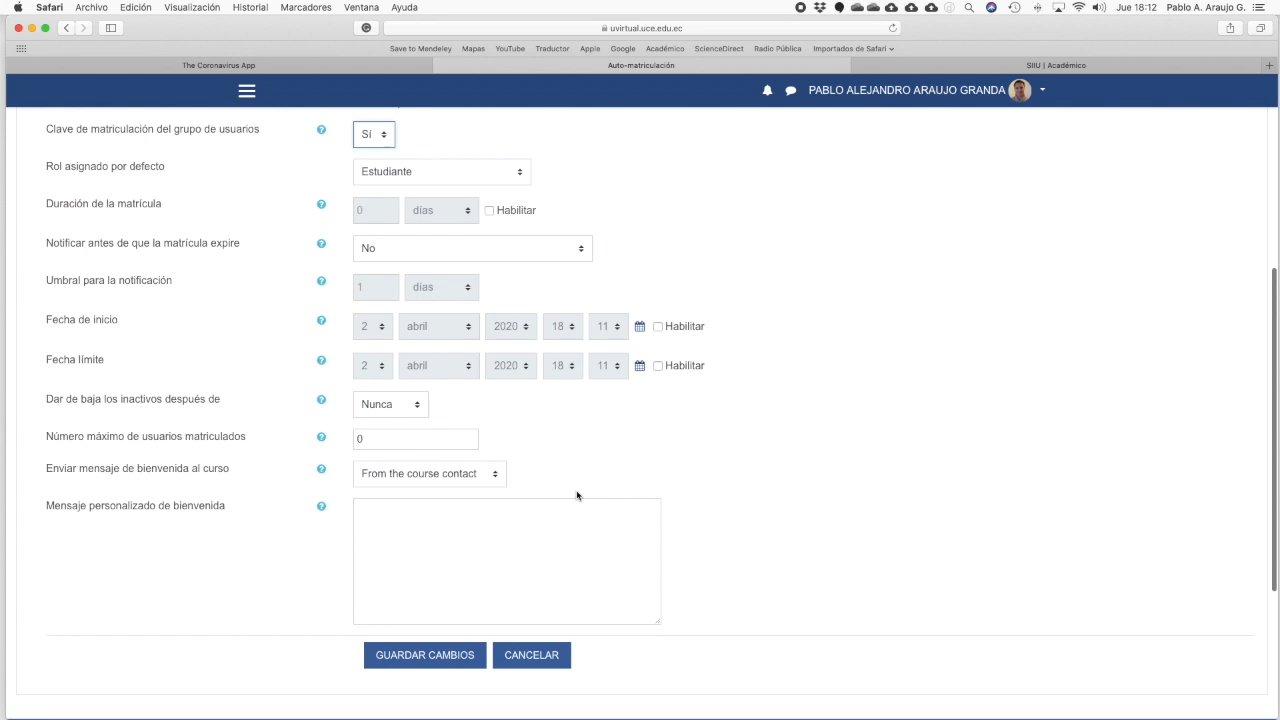 Safari Archivo Edición Visualización Historial Marcadores Ventana Ayuda Jue 18:12 Pablo A. Araujo G.
uvirtual.uce.edu.ec
Save to Mendeley Mapas YouTube Traductor Apple Google Académico ScienceDirect Radio Pública Importados de Safari
The Coronavirus App Auto-matriculación SIIU | Académico
PABLO ALEJANDRO ARAUJO GRANDA
Clave de matriculación del grupo de usuarios Sí
Rol asignado por defecto Estudiante
Duración de la matrícula 0 días Habilitar
Notificar antes de que la matrícula expire No
Umbral para la notificación 1 días
Fecha de inicio 2 abril 2020 18 11 Habilitar
Fecha límite 2 abril 2020 18 11 Habilitar
Dar de baja los inactivos después de Nunca
Número máximo de usuarios matriculados 0
Enviar mensaje de bienvenida al curso From the course contact
Mensaje personalizado de bienvenida
GUARDAR CAMBIOS CANCELAR